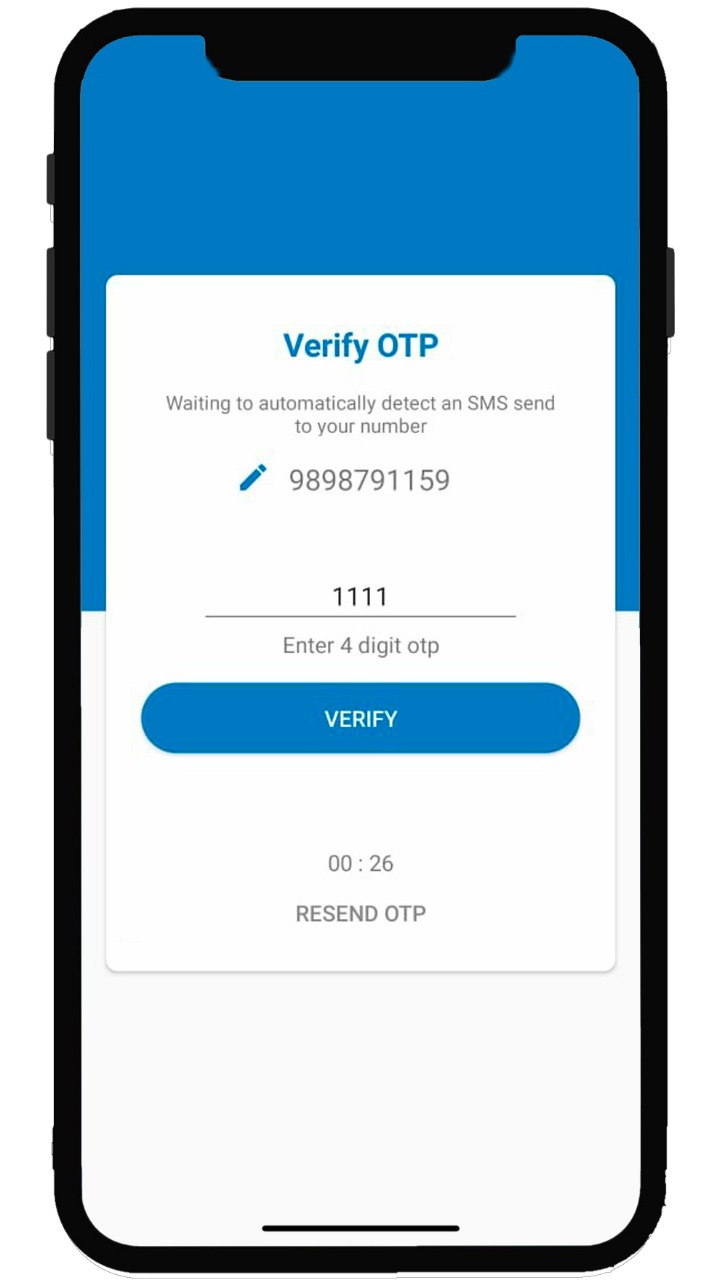 Verify OTP
Waiting to automatically detect an SMS send
to your number
9898791159
1111
Enter 4 digit otp
VERIFY
00 : 26
RESEND OTP